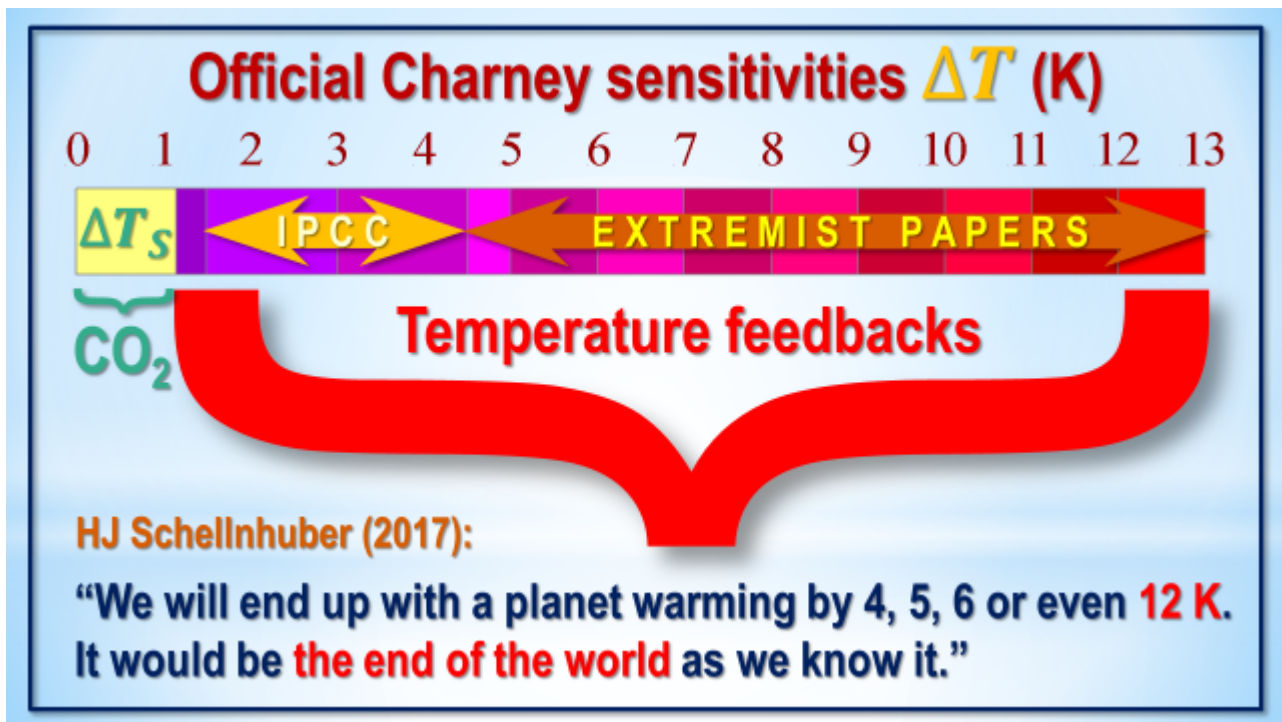 Official Charney sensitivities ΔT (K)
0 1 2 3 4 5 6 7 8 9 10 11 12 13
ΔTS IPCC EXTREMIST PAPERS
CO2
Temperature feedbacks
HJ Schellnhuber (2017):
“We will end up with a planet warming by 4, 5, 6 or even 12 K.
It would be the end of the world as we know it.”